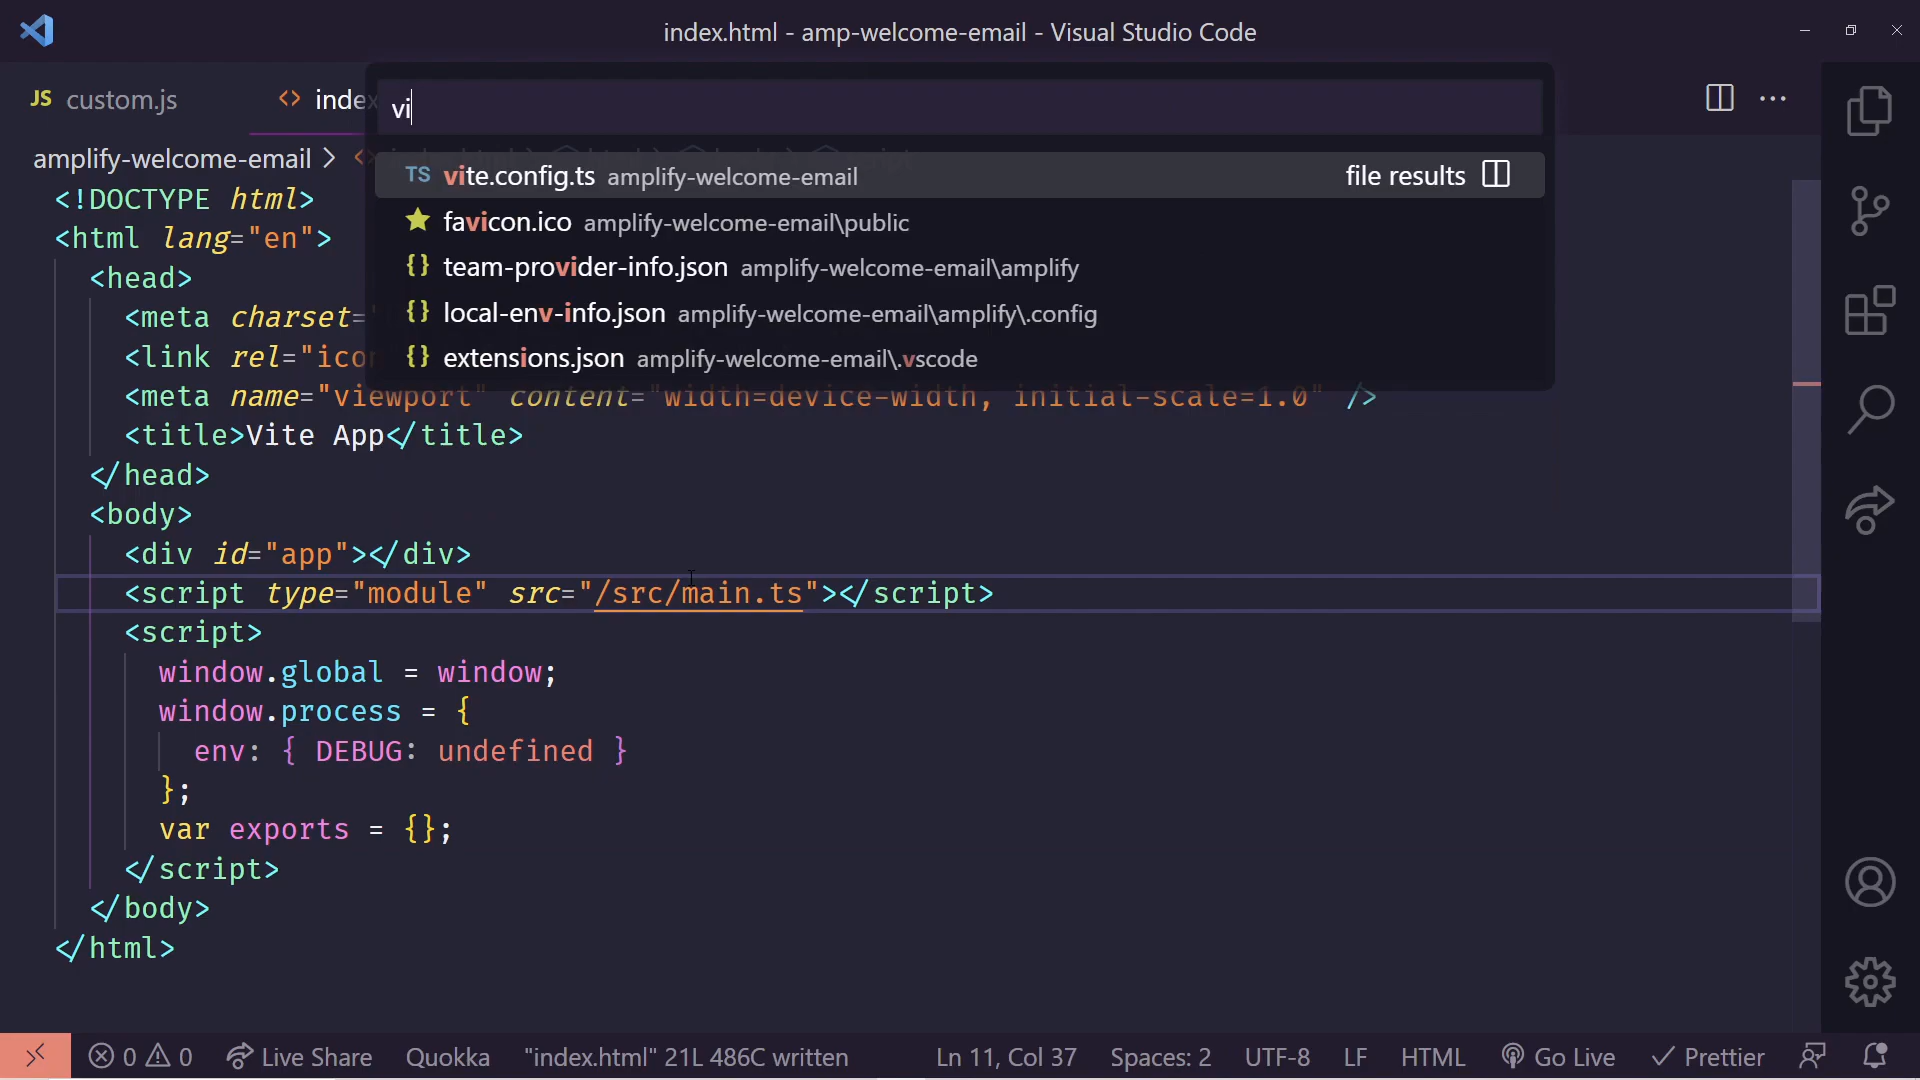 index.html - amp-welcome-email - Visual Studio Code
JS custom.js
<> index
vi
amplify-welcome-email >
TS vite.config.ts amplify-welcome-email file results
favicon.ico amplify-welcome-email\public
{} team-provider-info.json amplify-welcome-email\amplify
{} local-env-info.json amplify-welcome-email\amplify\.config
{} extensions.json amplify-welcome-email\.vscode
<!DOCTYPE html>
<html lang="en">
<head>
<meta charset=
<link rel="ico
<meta name="viewport" content="width=device-width, initial-scale=1.0" />
<title>Vite App</title>
</head>
<body>
<div id="app"></div>
<script type="module" src="/src/main.ts"></script>
<script>
window.global = window;
window.process = {
env: { DEBUG: undefined }
};
var exports = {};
</script>
</body>
</html>
0 0 Live Share Quokka "index.html" 21L 486C written Ln 11, Col 37 Spaces: 2 UTF-8 LF HTML Go Live Prettier